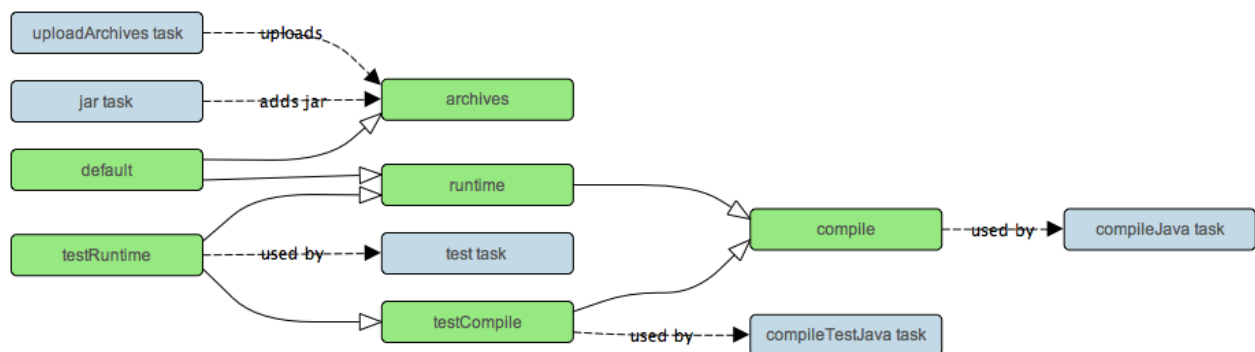 uploadArchives task
uploads
jar task
adds jar
archives
default
runtime
testRuntime
used by
test task
compile
used by
compileJava task
testCompile
used by
compileTestJava task